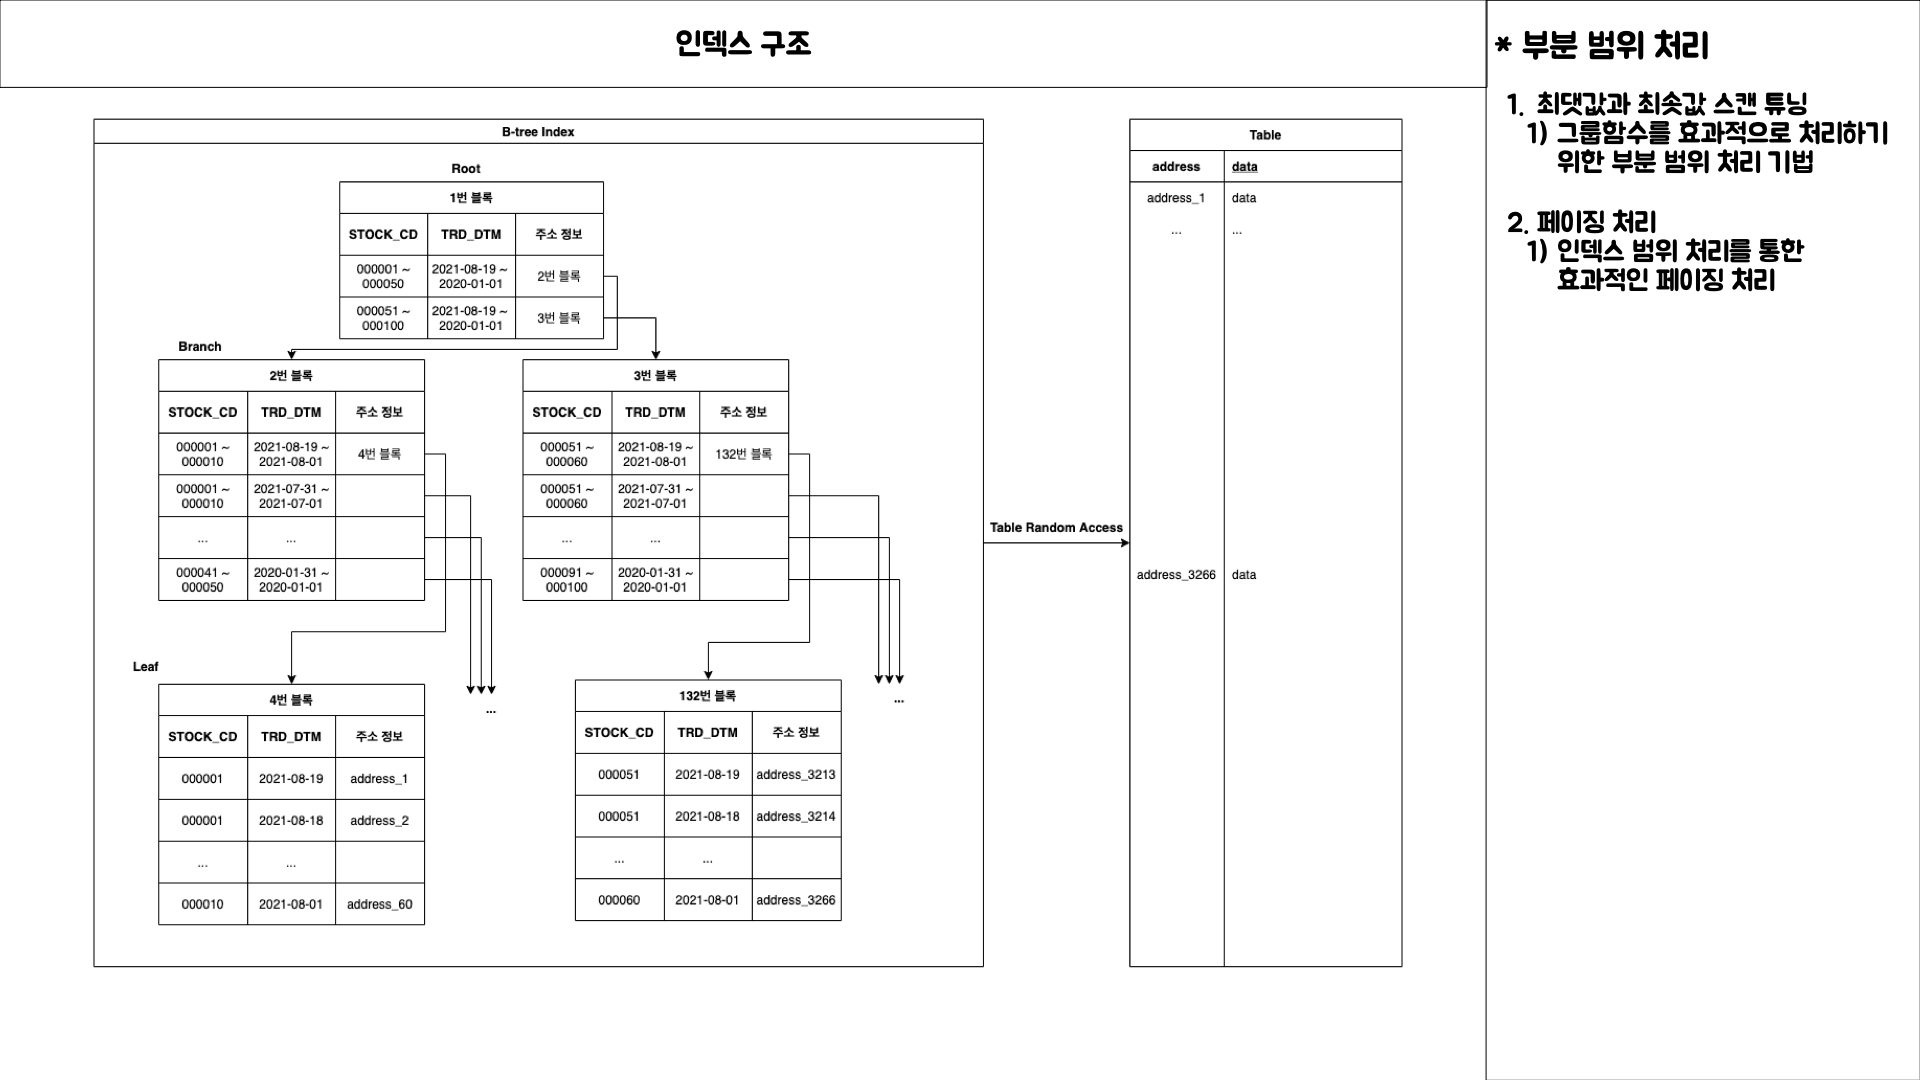 인덱스 구조
B-tree Index
Root
1번 블록
STOCK_CD TRD_DTM 주소 정보
000001 ~ 2021-08-19 ~ 2번 블록
000050 2020-01-01
000051 ~ 2021-08-19 ~ 3번 블록
000100 2020-01-01
Branch
2번 블록
STOCK_CD TRD_DTM 주소 정보
000001 ~ 2021-08-19 ~ 4번 블록
000010 2021-08-01
000001 ~ 2021-07-31 ~
000010 2021-07-01
... ...
000041 ~ 2020-01-31 ~
000050 2020-01-01
3번 블록
STOCK_CD TRD_DTM 주소 정보
000051 ~ 2021-08-19 ~ 132번 블록
000060 2021-08-01
000051 ~ 2021-07-31 ~
000060 2021-07-01
... ...
000091 ~ 2020-01-31 ~
000100 2020-01-01
Leaf
4번 블록
STOCK_CD TRD_DTM 주소 정보
000001 2021-08-19 address_1
000001 2021-08-18 address_2
... ...
000010 2021-08-01 address_60
...
132번 블록
STOCK_CD TRD_DTM 주소 정보
000051 2021-08-19 address_3213
000051 2021-08-18 address_3214
... ...
000060 2021-08-01 address_3266
...
Table Random Access
Table
address data
address_1 data
... ...
address_3266 data
* 부분 범위 처리
1. 최댓값과 최솟값 스캔 튜닝
1) 그룹함수를 효과적으로 처리하기
위한 부분 범위 처리 기법
2. 페이징 처리
1) 인덱스 범위 처리를 통한
효과적인 페이징 처리